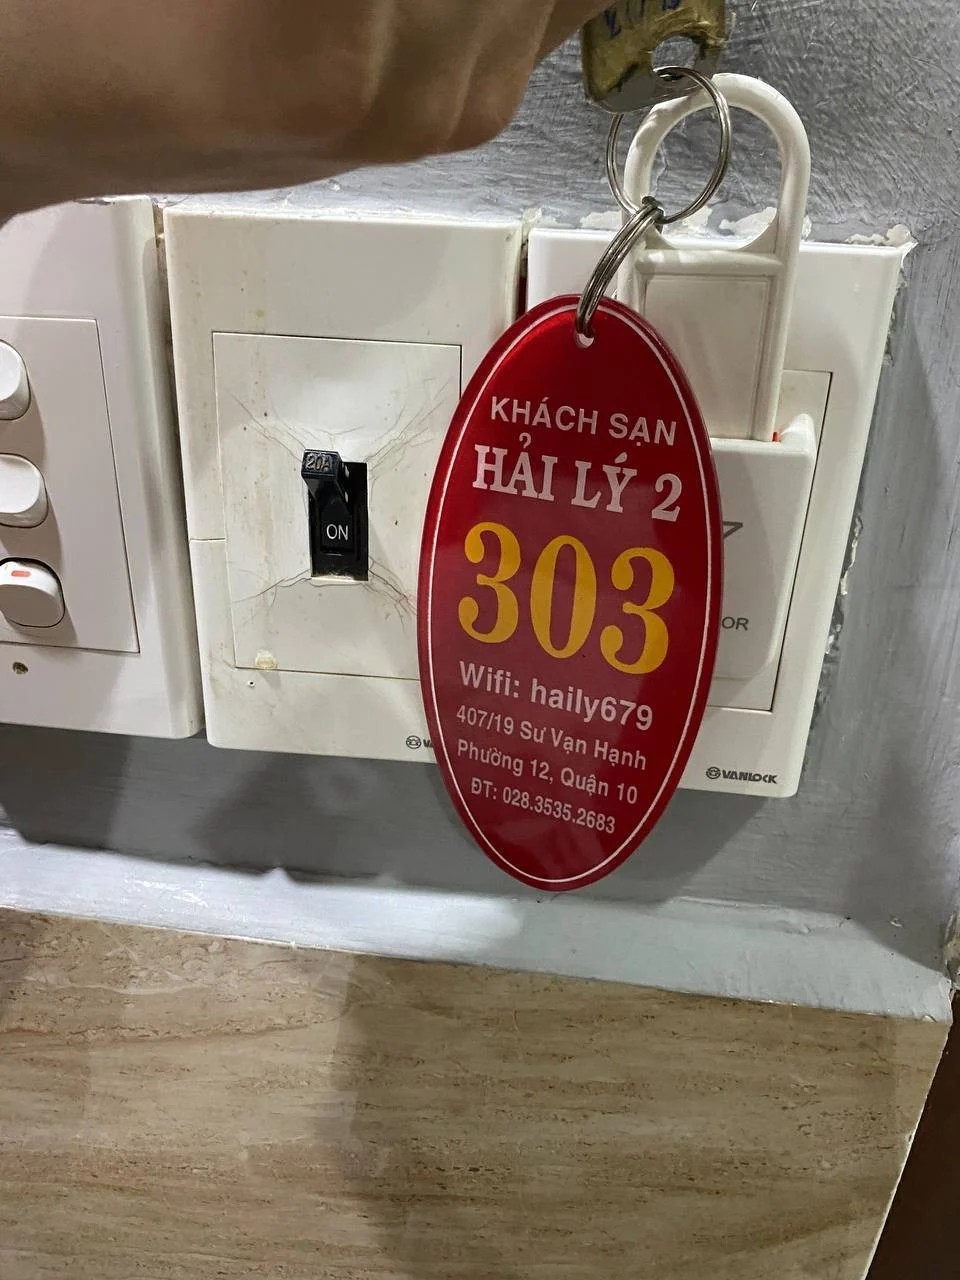 KHÁCH SẠN
HẢI LÝ 2
303
Wifi: haily679
407/19 Sư Vạn Hạnh
Phường 12, Quận 10
ĐT: 028.3535.2683
20A
ON
VANLOCK